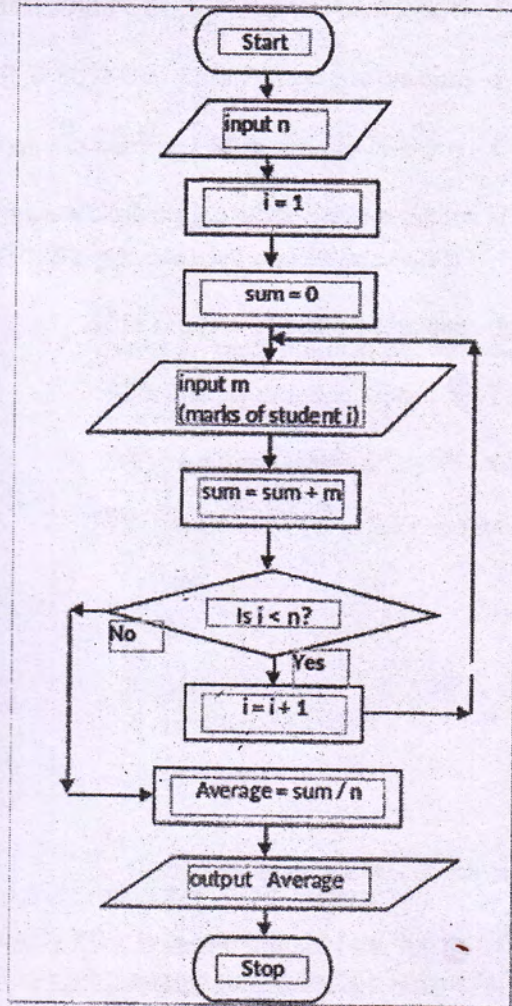 Start
input n
i = 1
sum = 0
input m
(marks of student i)
sum = sum + m
Is i < n?
No
Yes
i = i + 1
Average = sum / n
output Average
Stop